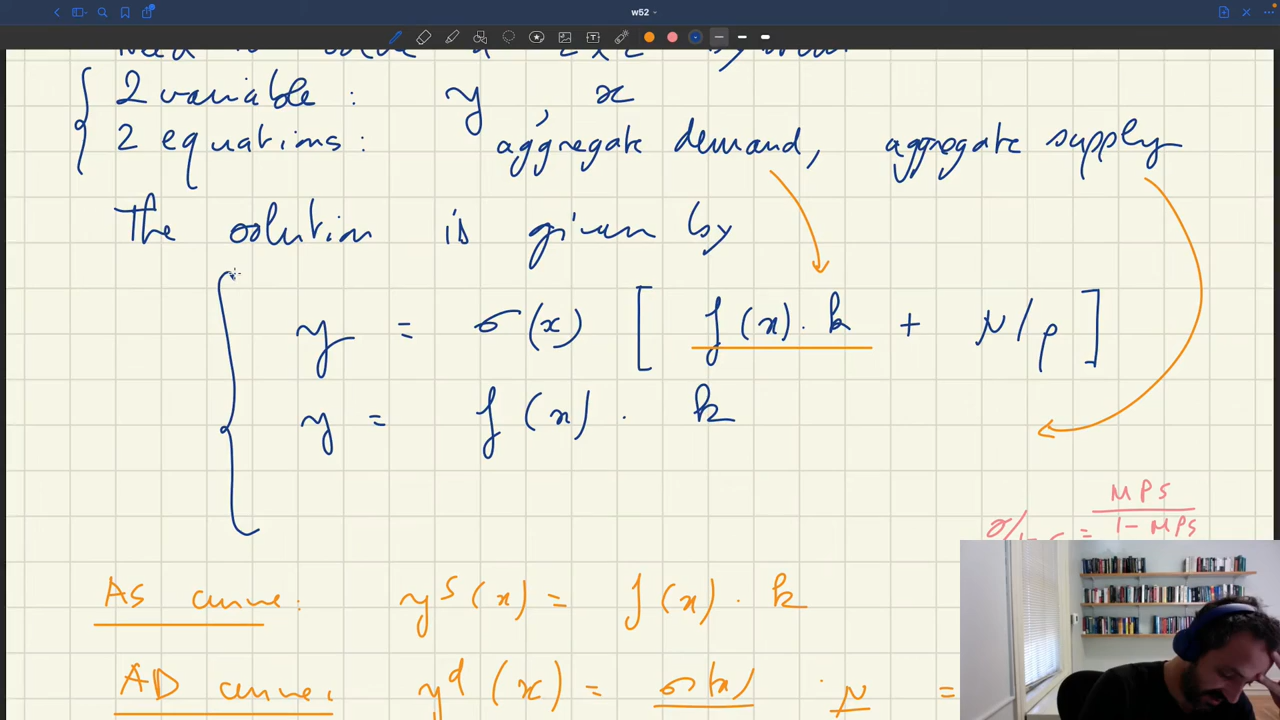 w52
2 variable : y , x
2 equations : aggregate demand, aggregate supply
The solution is given by
y = σ(x) [ f(x) . k + μ/ρ ]
y = f(x) . k
MPS
1 - MPS
AS curve: y^s(x) = f(x) . k
AD curve: y^d(x) = σ(x) . μ =